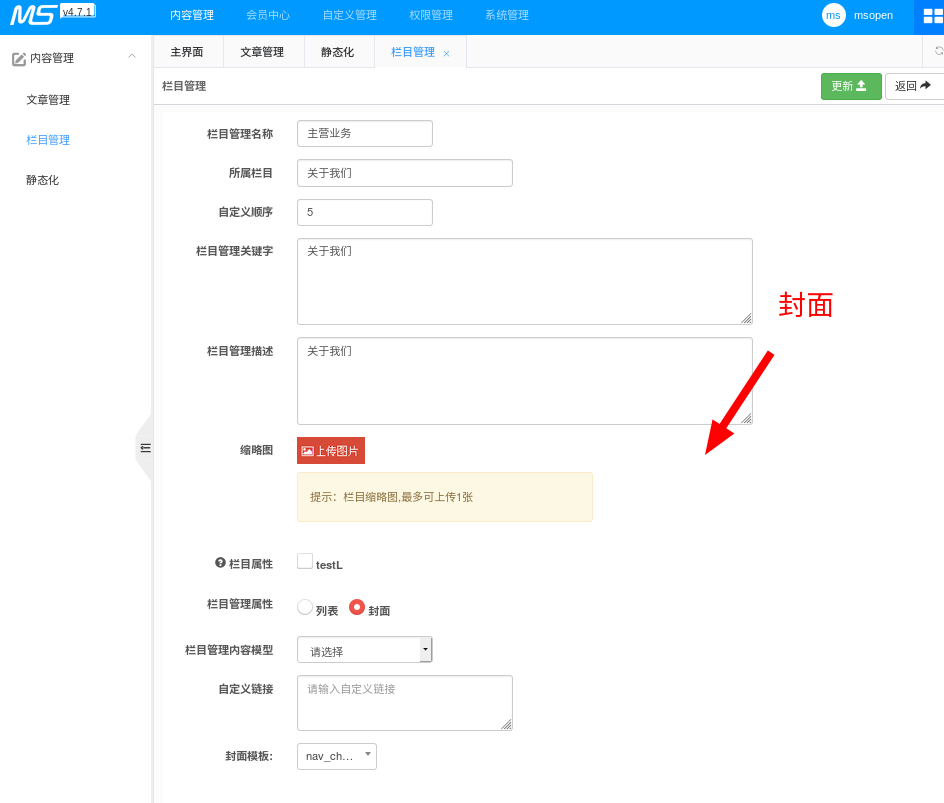 MS v4.7.1 内容管理 会员中心 自定义管理 权限管理 系统管理 ms msopen
内容管理
文章管理
栏目管理
静态化
主界面 文章管理 静态化 栏目管理 ×
栏目管理 更新 返回
栏目管理名称 主营业务
所属栏目 关于我们
自定义顺序 5
栏目管理关键字 关于我们
封面
栏目管理描述 关于我们
缩略图 上传图片
提示：栏目缩略图,最多可上传1张
栏目属性 testL
栏目管理属性 列表 封面
栏目管理内容模型 请选择
自定义链接 请输入自定义链接
封面模板: nav_ch...